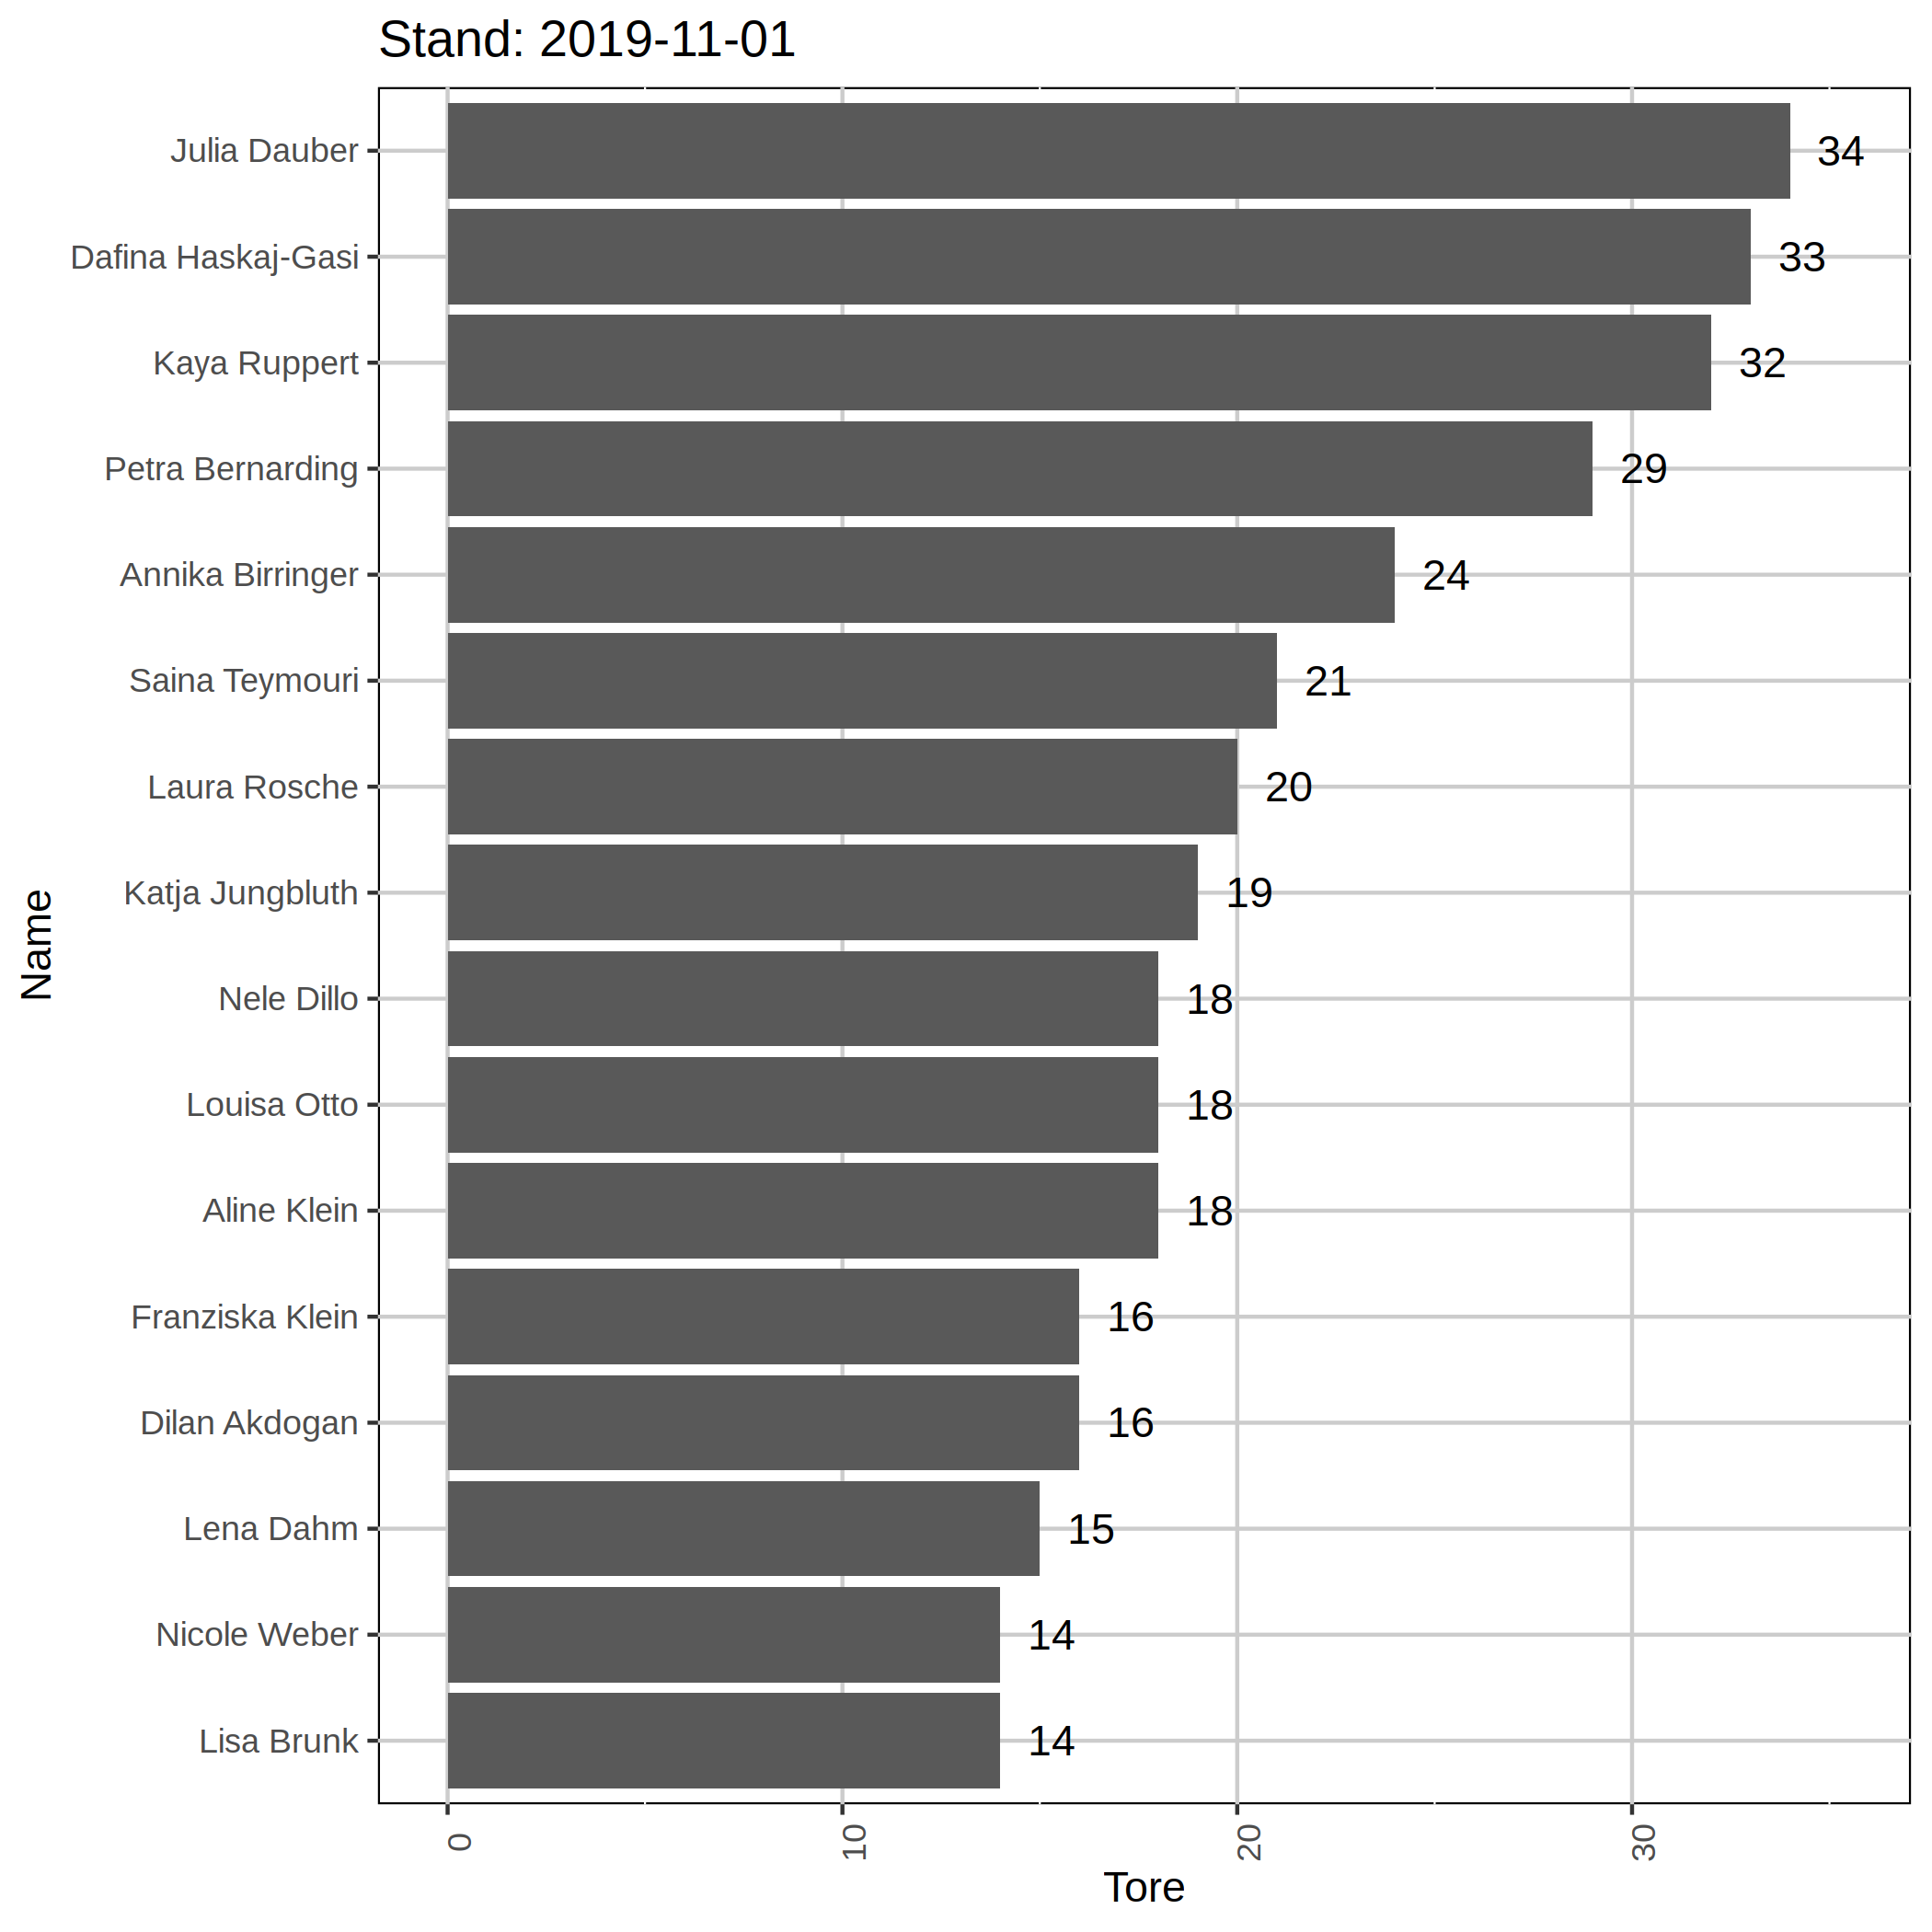 Stand: 2019-11-01
Julia Dauber 34
Dafina Haskaj-Gasi 33
Kaya Ruppert 32
Petra Bernarding 29
Annika Birringer 24
Saina Teymouri 21
Laura Rosche 20
Katja Jungbluth 19
Nele Dillo 18
Louisa Otto 18
Aline Klein 18
Franziska Klein 16
Dilan Akdogan 16
Lena Dahm 15
Nicole Weber 14
Lisa Brunk 14
Name
0 10 20 30
Tore